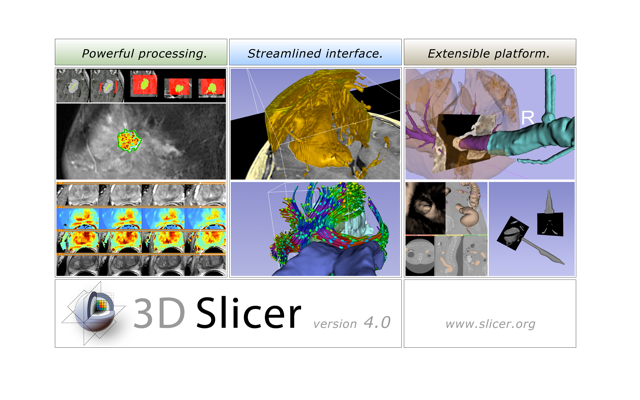 Powerful processing.
Streamlined interface.
Extensible platform.
R
3D Slicer version 4.0
www.slicer.org